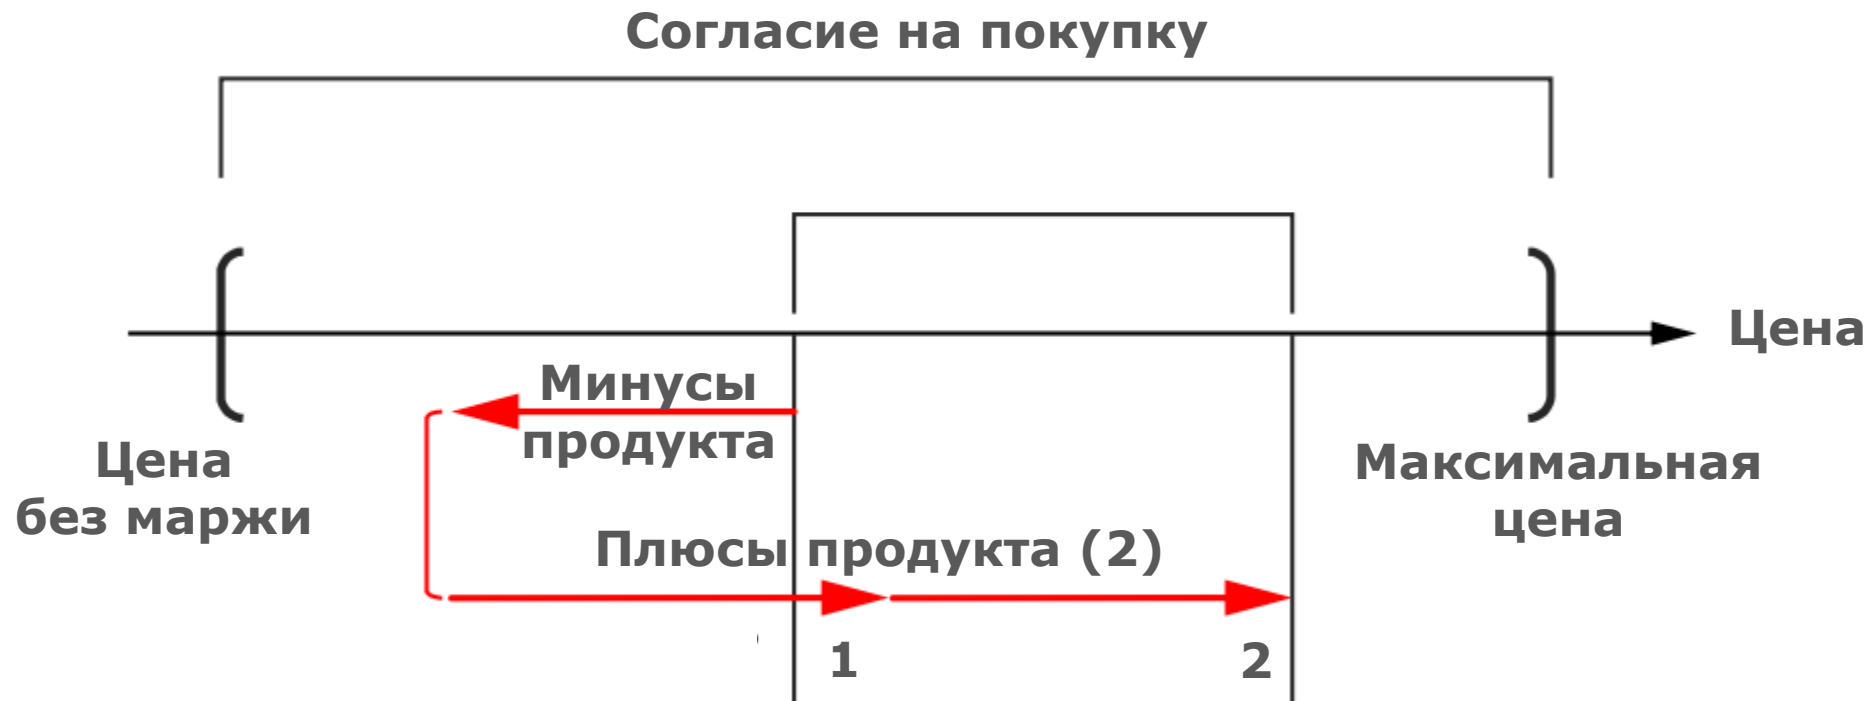 Согласие на покупку
Цена
Минусы
продукта
Цена
без маржи
Максимальная
цена
Плюсы продукта (2)
1
2